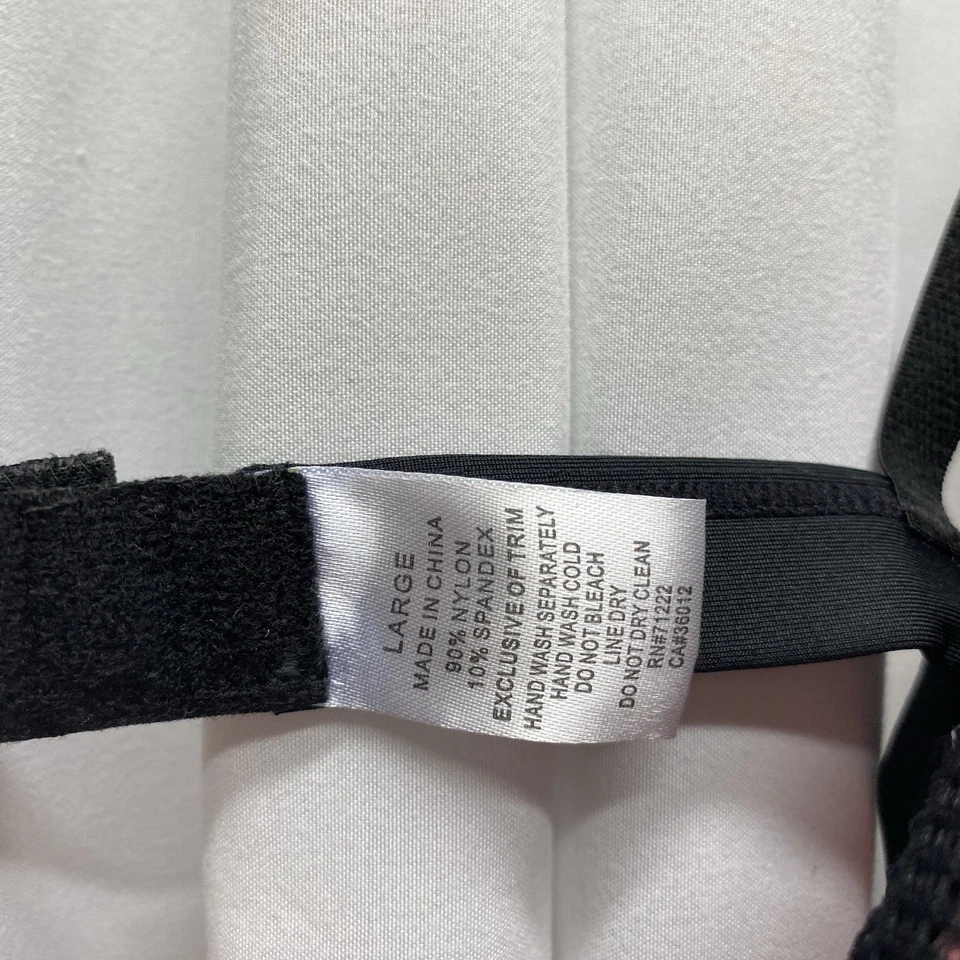 LARGE
MADE IN CHINA
90% NYLON
10% SPANDEX
EXCLUSIVE OF TRIM
HAND WASH SEPARATELY
HAND WASH COLD
DO NOT BLEACH
LINE DRY
DO NOT DRY CLEAN
RN#71222
CA#36012